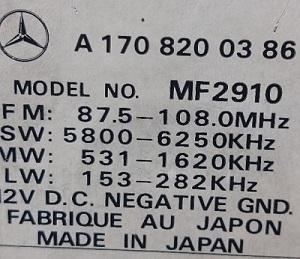 A 170 820 03 86
MODEL NO. MF2910
FM: 87.5-108.0MHz
SW: 5800-6250KHz
MW: 531-1620KHz
LW: 153-282KHz
12V D.C. NEGATIVE GND.
FABRIQUE AU JAPON
MADE IN JAPAN